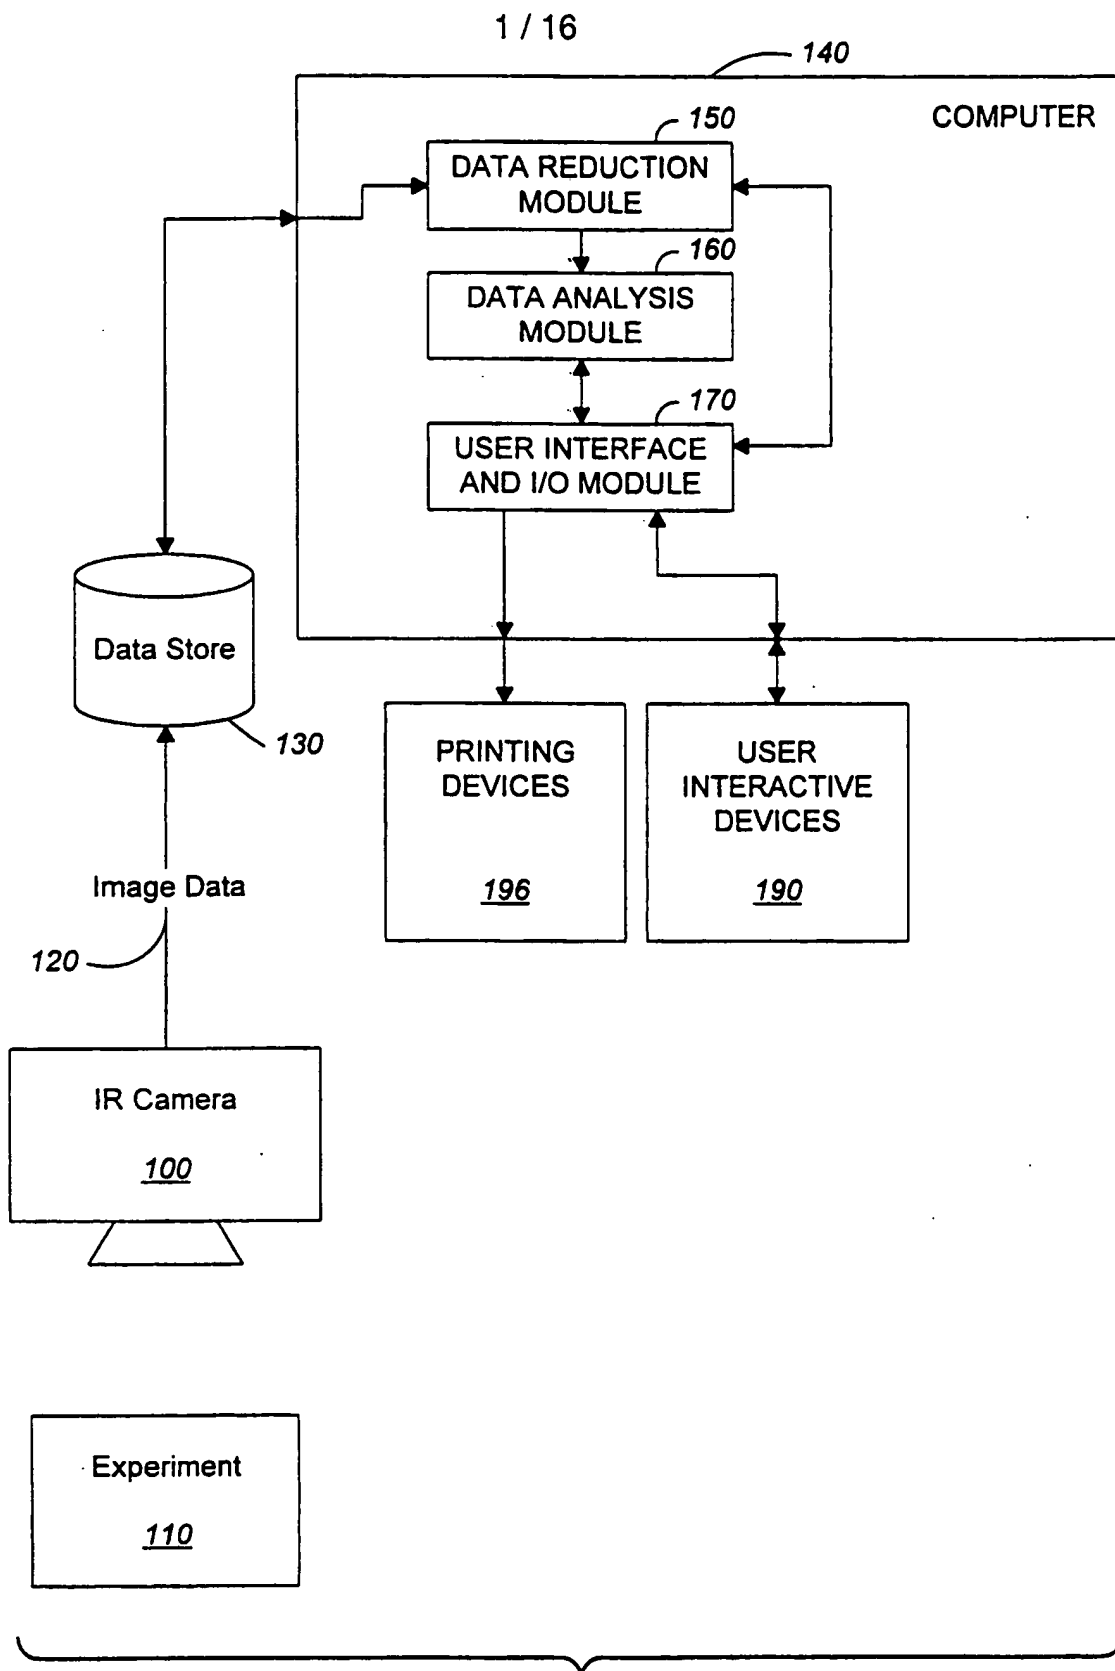 1 / 16
140
COMPUTER
150
DATA REDUCTION
MODULE
160
DATA ANALYSIS
MODULE
170
USER INTERFACE
AND I/O MODULE
Data Store
130
PRINTING
DEVICES
196
USER
INTERACTIVE
DEVICES
190
Image Data
120
IR Camera
100
Experiment
110